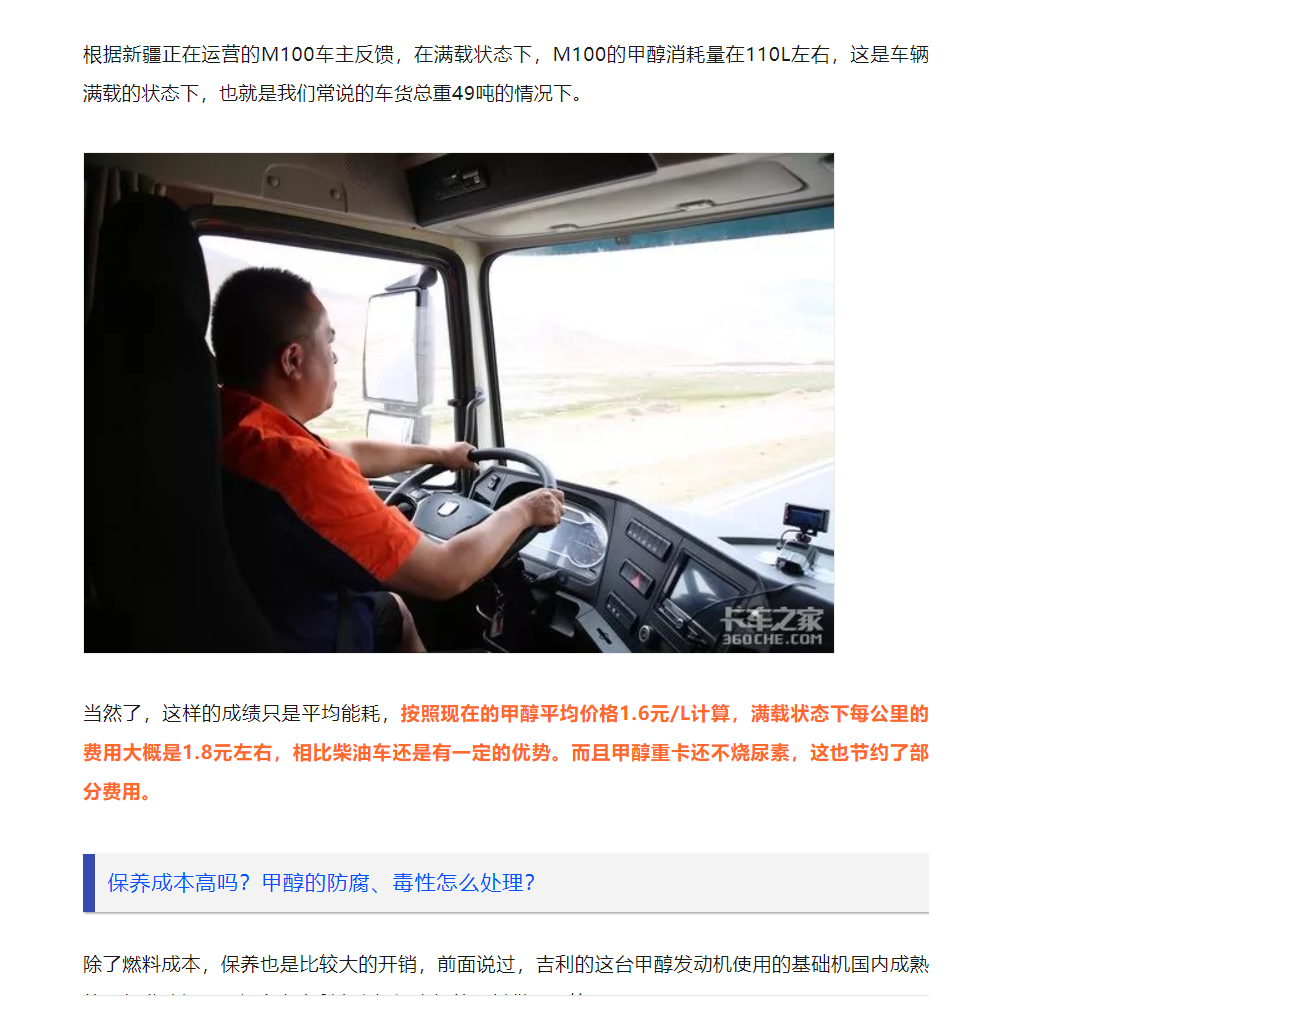 根据新疆正在运营的M100车主反馈，在满载状态下，M100的甲醇消耗量在110L左右，这是车辆
满载的状态下，也就是我们常说的车货总重49吨的情况下。
卡车之家
360CHE.COM
当然了，这样的成绩只是平均能耗，按照现在的甲醇平均价格1.6元/L计算，满载状态下每公里的
费用大概是1.8元左右，相比柴油车还是有一定的优势。而且甲醇重卡还不烧尿素，这也节约了部
分费用。
保养成本高吗？甲醇的防腐、毒性怎么处理？
除了燃料成本，保养也是比较大的开销，前面说过，吉利的这台甲醇发动机使用的基础机国内成熟